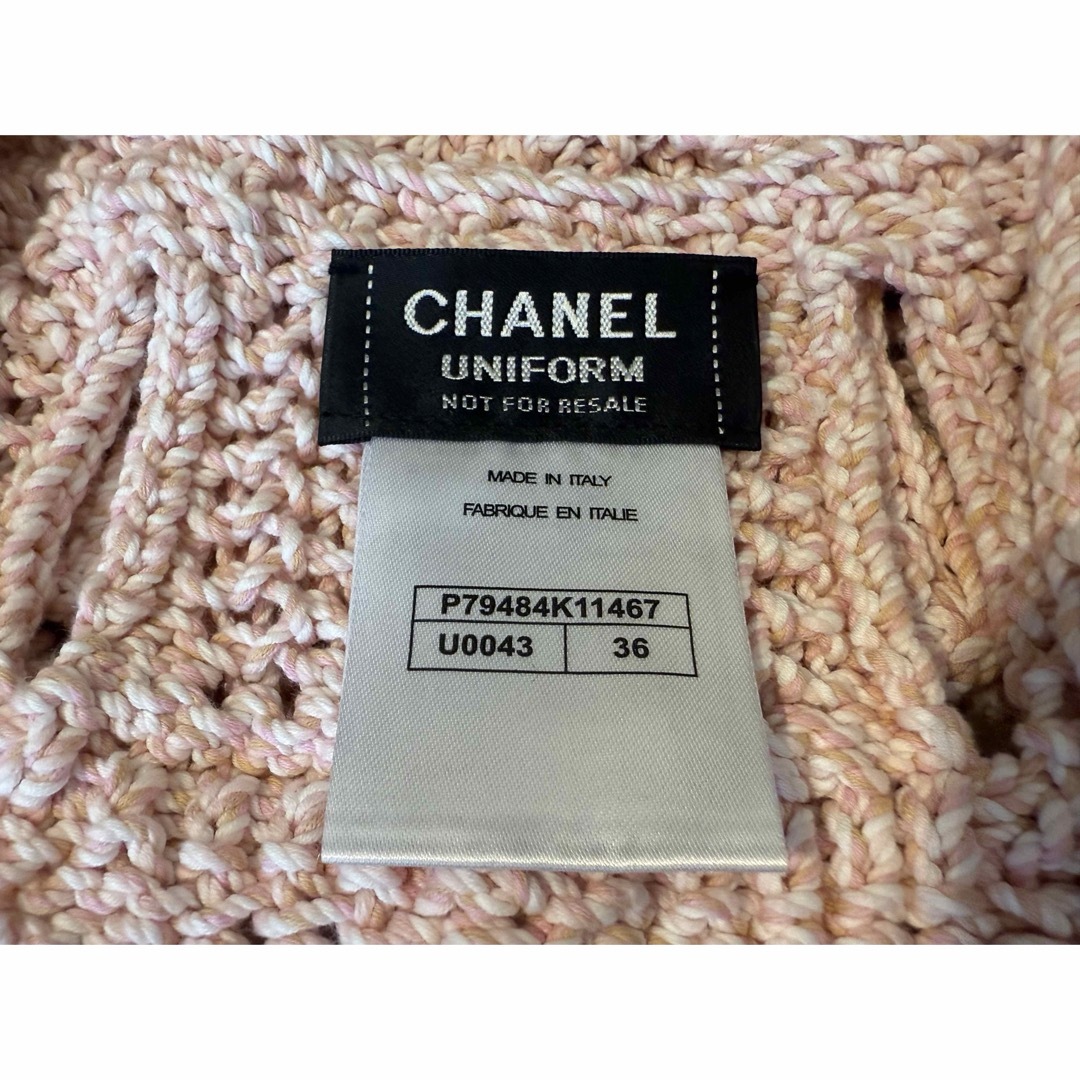 CHANEL
UNIFORM
NOT FOR RESALE
MADE IN ITALY
FABRIQUE EN ITALIE
P79484K11467
U0043 36